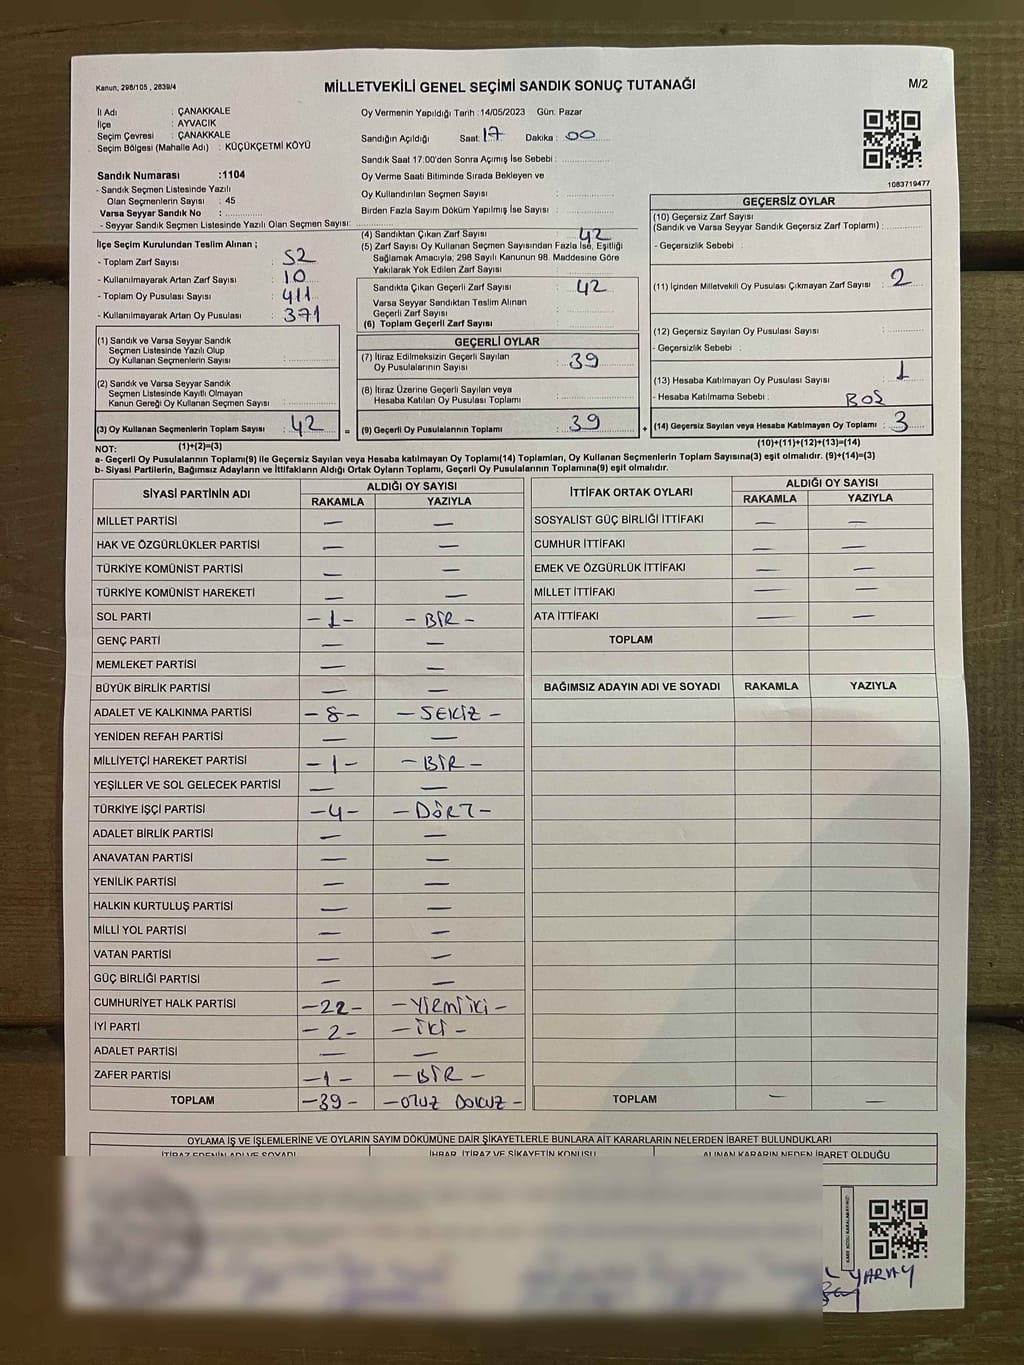 Kanun, 298/105 , 2839/4
MİLLETVEKİLİ GENEL SEÇİMİ SANDIK SONUÇ TUTANAĞI
M/2
İl Adı : ÇANAKKALE
İlçe : AYVACIK
Seçim Çevresi : ÇANAKKALE
Seçim Bölgesi (Mahalle Adı) : KÜÇÜKÇETMİ KÖYÜ
Sandık Numarası :1104
- Sandık Seçmen Listesinde Yazılı
Olan Seçmenlerin Sayısı : 45
Varsa Seyyar Sandık No :
- Seyyar Sandık Seçmen Listesinde Yazılı Olan Seçmen Sayısı:
İlçe Seçim Kurulundan Teslim Alınan ;
- Toplam Zarf Sayısı : 52
- Kullanılmayarak Artan Zarf Sayısı : 10
- Toplam Oy Pusulası Sayısı : 411
- Kullanılmayarak Artan Oy Pusulası : 371
(1) Sandık ve Varsa Seyyar Sandık
Seçmen Listesinde Yazılı Olup
Oy Kullanan Seçmenlerin Sayısı :
(2) Sandık ve Varsa Seyyar Sandık
Seçmen Listesinde Kayıtlı Olmayan
Kanun Gereği Oy Kullanan Seçmen Sayısı :
(3) Oy Kullanan Seçmenlerin Toplam Sayısı : 42
(1)+(2)=(3)
Oy Vermenin Yapıldığı Tarih : 14/05/2023 Gün: Pazar
Sandığın Açıldığı Saat: 17 Dakika : 00
Sandık Saat 17:00'den Sonra Açımış İse Sebebi :
Oy Verme Saati Bitiminde Sırada Bekleyen ve
Oy Kullandırılan Seçmen Sayısı :
Birden Fazla Sayım Döküm Yapılmış İse Sayısı :
(4) Sandıktan Çıkan Zarf Sayısı : 42
(5) Zarf Sayısı Oy Kullanan Seçmen Sayısından Fazla İse, Eşitliği
Sağlamak Amacıyla, 298 Sayılı Kanunun 98. Maddesine Göre
Yakılarak Yok Edilen Zarf Sayısı :
Sandıkta Çıkan Geçerli Zarf Sayısı : 42
Varsa Seyyar Sandıktan Teslim Alınan
Geçerli Zarf Sayısı :
(6) Toplam Geçerli Zarf Sayısı :
GEÇERLİ OYLAR
(7) İtiraz Edilmeksizin Geçerli Sayılan
Oy Pusulalarının Sayısı : 39
(8) İtiraz Üzerine Geçerli Sayılan veya
Hesaba Katılan Oy Pusulası Toplamı :
= (9) Geçerli Oy Pusulalarının Toplamı : 39
1083719477
GEÇERSİZ OYLAR
(10) Geçersiz Zarf Sayısı
(Sandık ve Varsa Seyyar Sandık Geçersiz Zarf Toplamı) :
- Geçersizlik Sebebi :
(11) İçinden Milletvekili Oy Pusulası Çıkmayan Zarf Sayısı : 2
(12) Geçersiz Sayılan Oy Pusulası Sayısı :
- Geçersizlik Sebebi :
(13) Hesaba Katılmayan Oy Pusulası Sayısı : 1
- Hesaba Katılmama Sebebi : BOŞ
+ (14) Geçersiz Sayılan veya Hesaba Katılmayan Oy Toplamı : 3
(10)+(11)+(12)+(13)=(14)
NOT:
a- Geçerli Oy Pusulasının Toplam(9) ile Geçersiz Sayılan veya Hesaba Katılmayan Oy Toplamı(14) Toplamları, Oy Kullanan Seçmenlerin Toplam Sayısına(3) eşit olmalıdır. (9)+(14)=(3)
b- Siyasi Partilerin, Bağımsız Adayların ve İttifakların Aldığı Ortak Oyların Toplamı, Geçerli Oy Pusulasının Toplamına(9) eşit olmalıdır.
SİYASİ PARTİNİN ADI ALDIĞI OY SAYISI
RAKAMLA YAZIYLA
MİLLET PARTİSİ — —
HAK VE ÖZGÜRLÜKLER PARTİSİ — —
TÜRKİYE KOMÜNİST PARTİSİ — —
TÜRKİYE KOMÜNİST HAREKETİ — —
SOL PARTİ -1- -BİR-
GENÇ PARTİ — —
MEMLEKET PARTİSİ — —
BÜYÜK BİRLİK PARTİSİ — —
ADALET VE KALKINMA PARTİSİ -8- -SEKİZ-
YENİDEN REFAH PARTİSİ — —
MİLLİYETÇİ HAREKET PARTİSİ -1- -BİR-
YEŞİLLER VE SOL GELECEK PARTİSİ — —
TÜRKİYE İŞÇİ PARTİSİ -4- -DÖRT-
ADALET BİRLİK PARTİSİ — —
ANAVATAN PARTİSİ — —
YENİLİK PARTİSİ — —
HALKIN KURTULUŞ PARTİSİ — —
MİLLİ YOL PARTİSİ — —
VATAN PARTİSİ — —
GÜÇ BİRLİĞİ PARTİSİ — —
CUMHURİYET HALK PARTİSİ -22- -YİRMİ İKİ-
İYİ PARTİ -2- -İKİ-
ADALET PARTİSİ — —
ZAFER PARTİSİ -1- -BİR-
TOPLAM -39- -OTUZ DOKUZ-
İTTİFAK ORTAK OYLARI ALDIĞI OY SAYISI
RAKAMLA YAZIYLA
SOSYALİST GÜÇ BİRLİĞİ İTTİFAKI — —
CUMHUR İTTİFAKI — —
EMEK VE ÖZGÜRLÜK İTTİFAKI — —
MİLLET İTTİFAKI — —
ATA İTTİFAKI — —
TOPLAM
BAĞIMSIZ ADAYIN ADI VE SOYADI RAKAMLA YAZIYLA
TOPLAM — —
OYLAMA İŞ VE İŞLEMLERİNE VE OYLARIN SAYIM DÖKÜMÜNE DAİR ŞİKAYETLERLE BUNLARA AİT KARARLARIN NELERDEN İBARET BULUNDUKLARI
İTİRAZ EDENİN ADI VE SOYADI İHBAR, İTİRAZ VE ŞİKAYETİN KONUSU ALINAN KARARIN NEDEN İBARET OLDUĞU